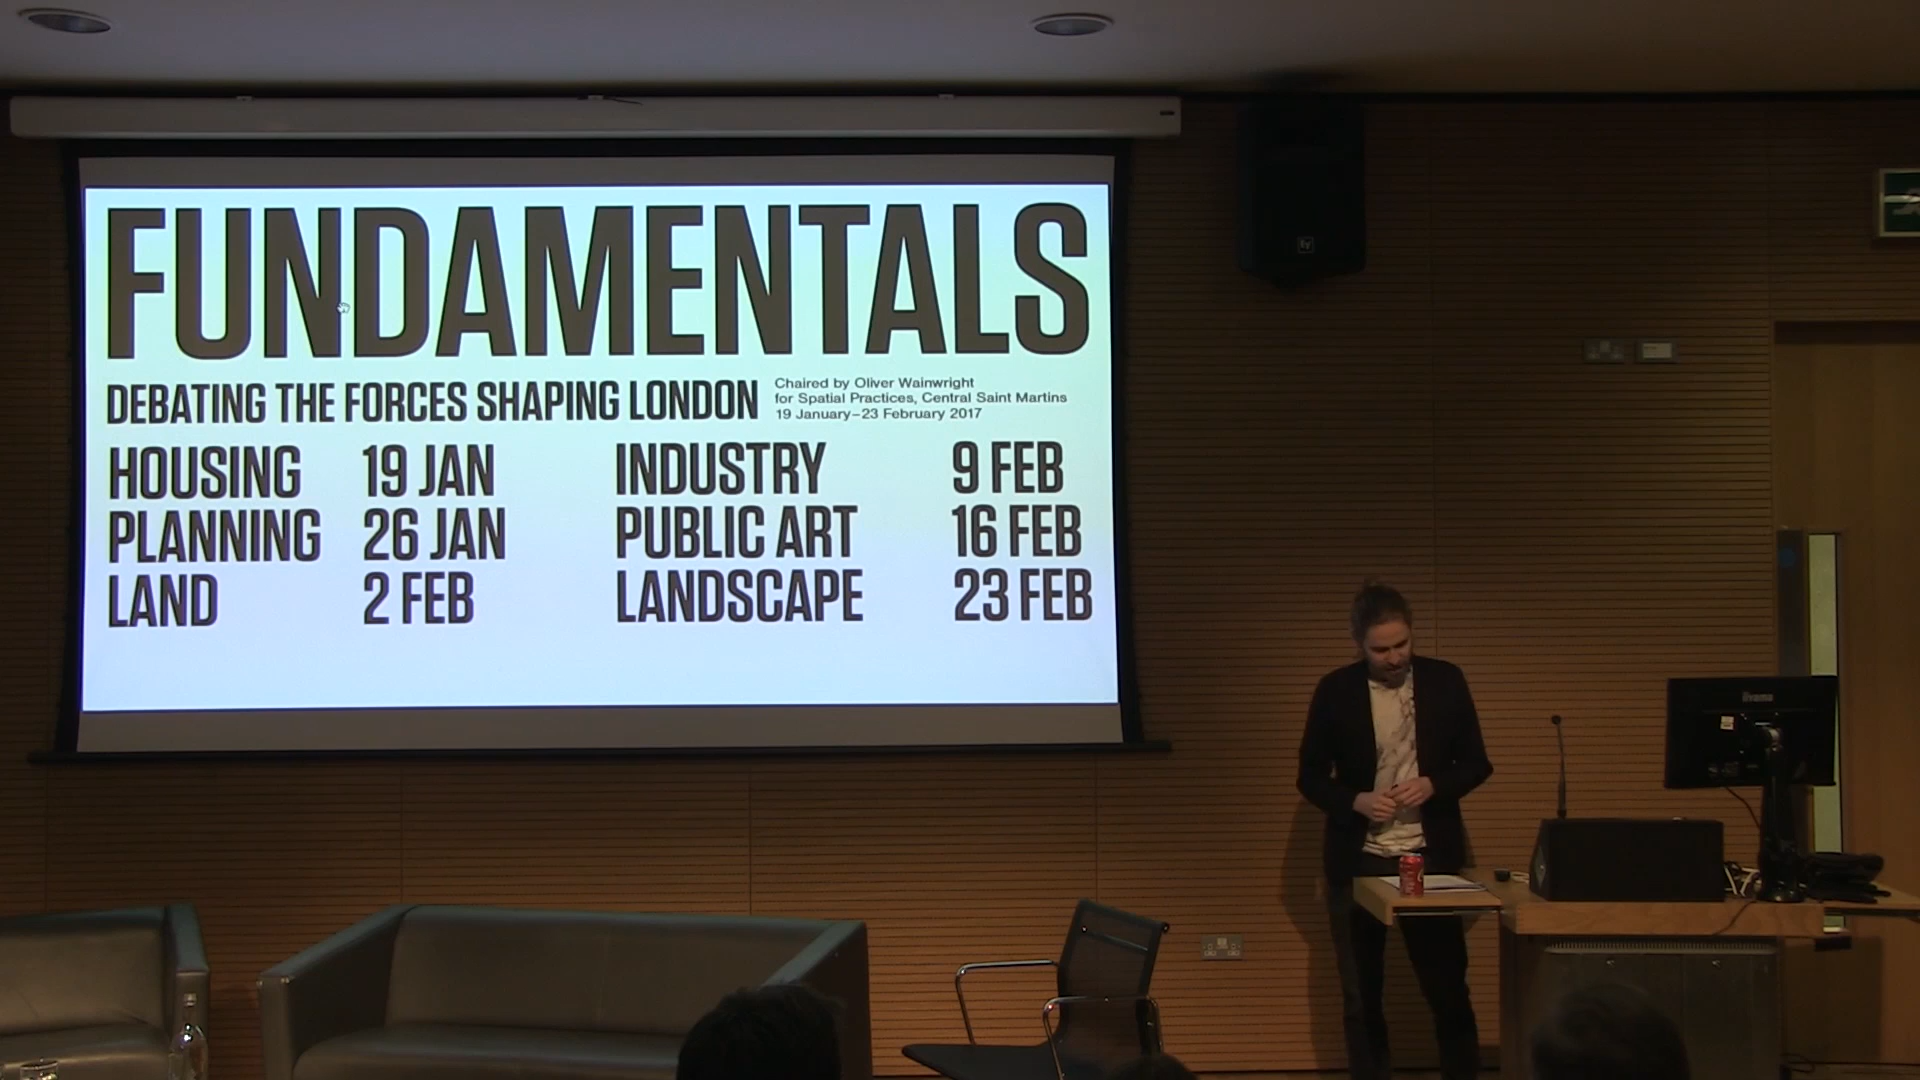 FUNDAMENTALS
DEBATING THE FORCES SHAPING LONDON
Chaired by Oliver Wainwright
for Spatial Practices, Central Saint Martins
19 January–23 February 2017
HOUSING 19 JAN
PLANNING 26 JAN
LAND 2 FEB
INDUSTRY 9 FEB
PUBLIC ART 16 FEB
LANDSCAPE 23 FEB
iiyama